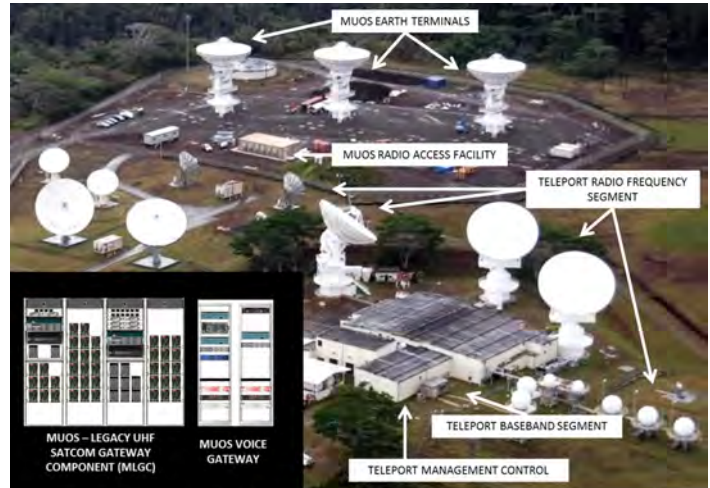 MUOS EARTH TERMINALS
MUOS RADIO ACCESS FACILITY
TELEPORT RADIO FREQUENCY
SEGMENT
MUOS – LEGACY UHF
SATCOM GATEWAY
COMPONENT (MLGC)
MUOS VOICE
GATEWAY
TELEPORT BASEBAND SEGMENT
TELEPORT MANAGEMENT CONTROL